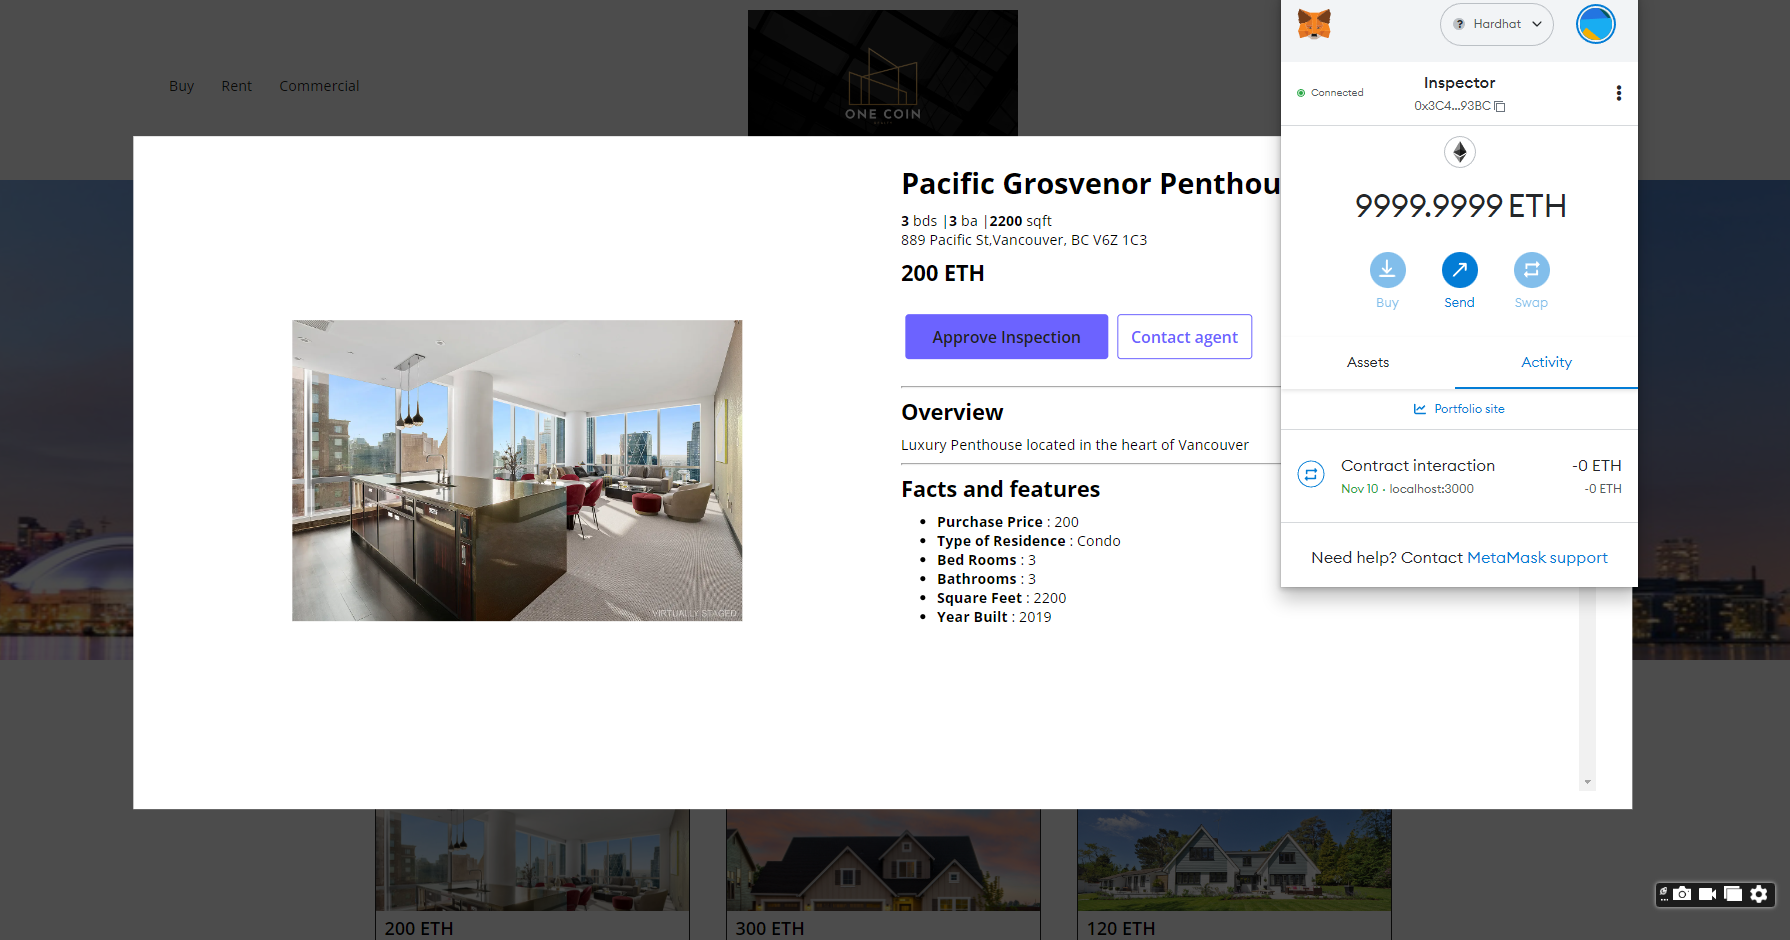 Buy Rent Commercial
ONE COIN
Pacific Grosvenor Penthou
3 bds |3 ba |2200 sqft
889 Pacific St,Vancouver, BC V6Z 1C3
200 ETH
Approve Inspection
Contact agent
Overview
Luxury Penthouse located in the heart of Vancouver
Facts and features
Purchase Price : 200
Type of Residence : Condo
Bed Rooms : 3
Bathrooms : 3
Square Feet : 2200
Year Built : 2019
VIRTUALLY STAGED
? Hardhat
Connected
Inspector
0x3C4...93BC
9999.9999 ETH
Buy
Send
Swap
Assets
Activity
Portfolio site
Contract interaction
-0 ETH
Nov 10 · localhost:3000
-0 ETH
Need help? Contact MetaMask support
200 ETH
300 ETH
120 ETH